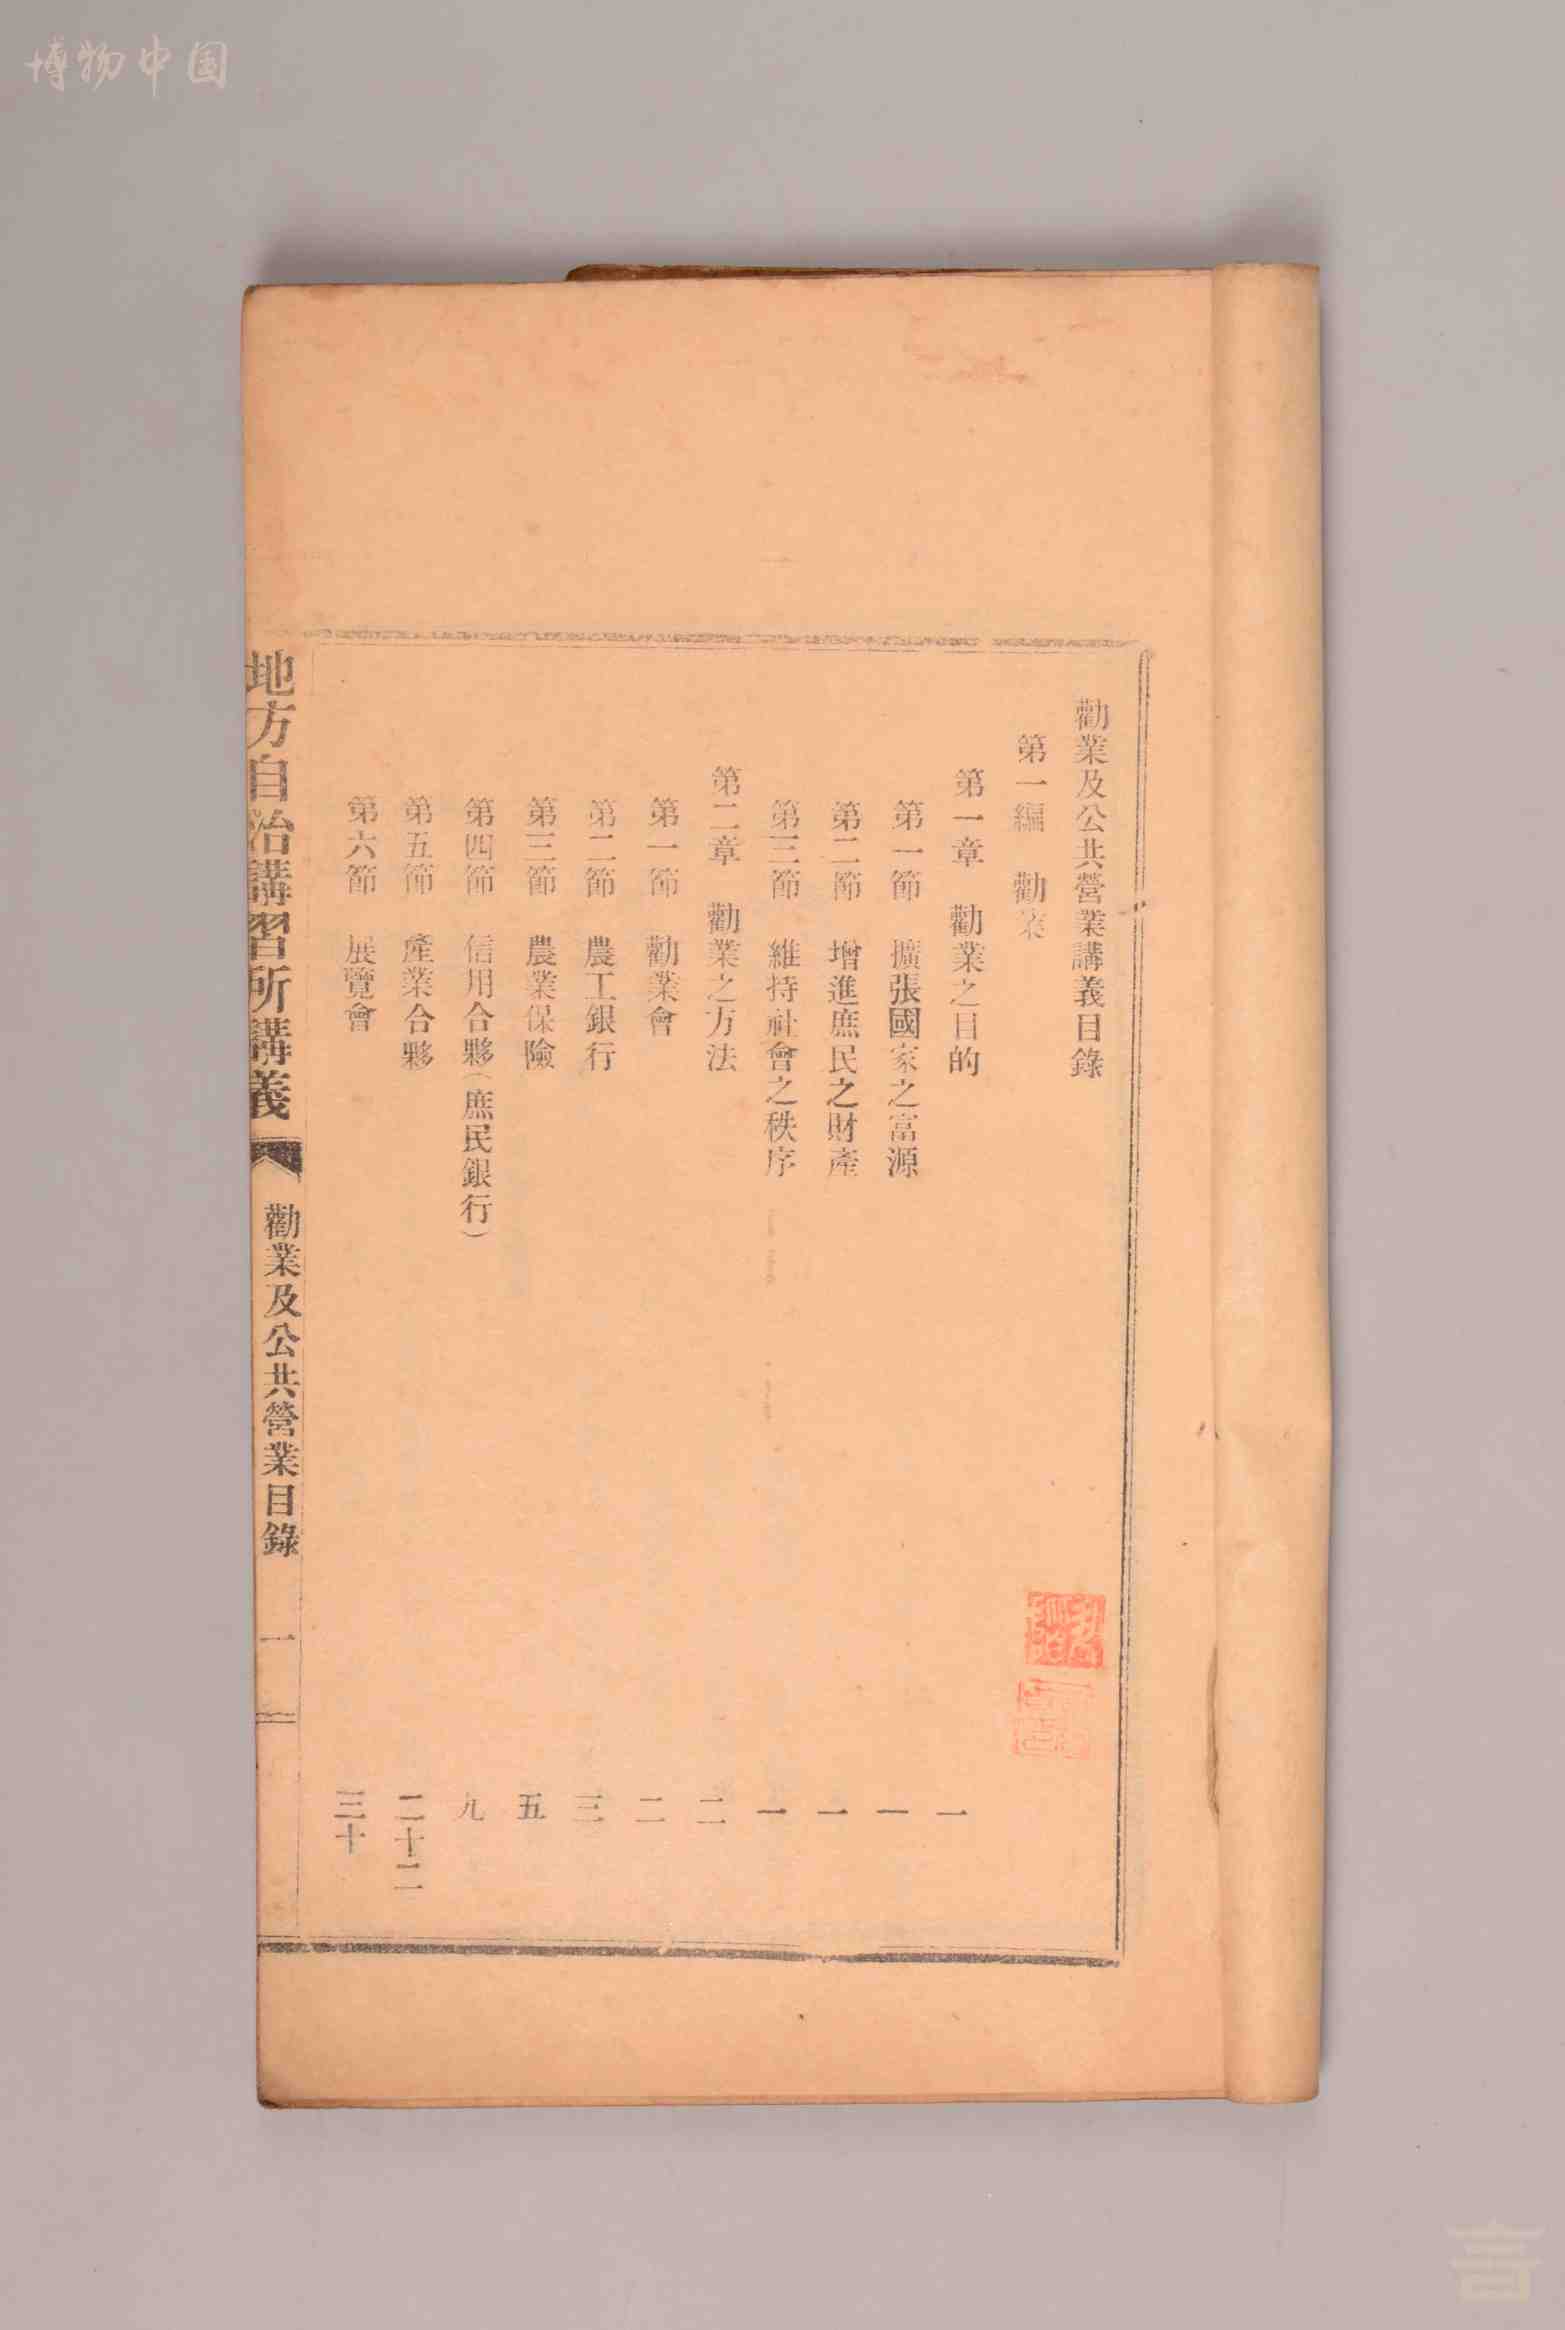 博物中国
勸業及公共營業講義目錄
第一編　勸業
第一章　勸業之目的　一
第一節　擴張國家之富源　一
第二節　增進庶民之財產　一
第三節　維持社會之秩序　一
第二章　勸業之方法　二
第一節　勸業會　二
第二節　農工銀行　三
第三節　農業保險　五
第四節　信用合夥（庶民銀行）　九
第五節　產業合夥　二十二
第六節　展覽會　三十
地方自治講習所講義　勸業及公共營業目錄　一